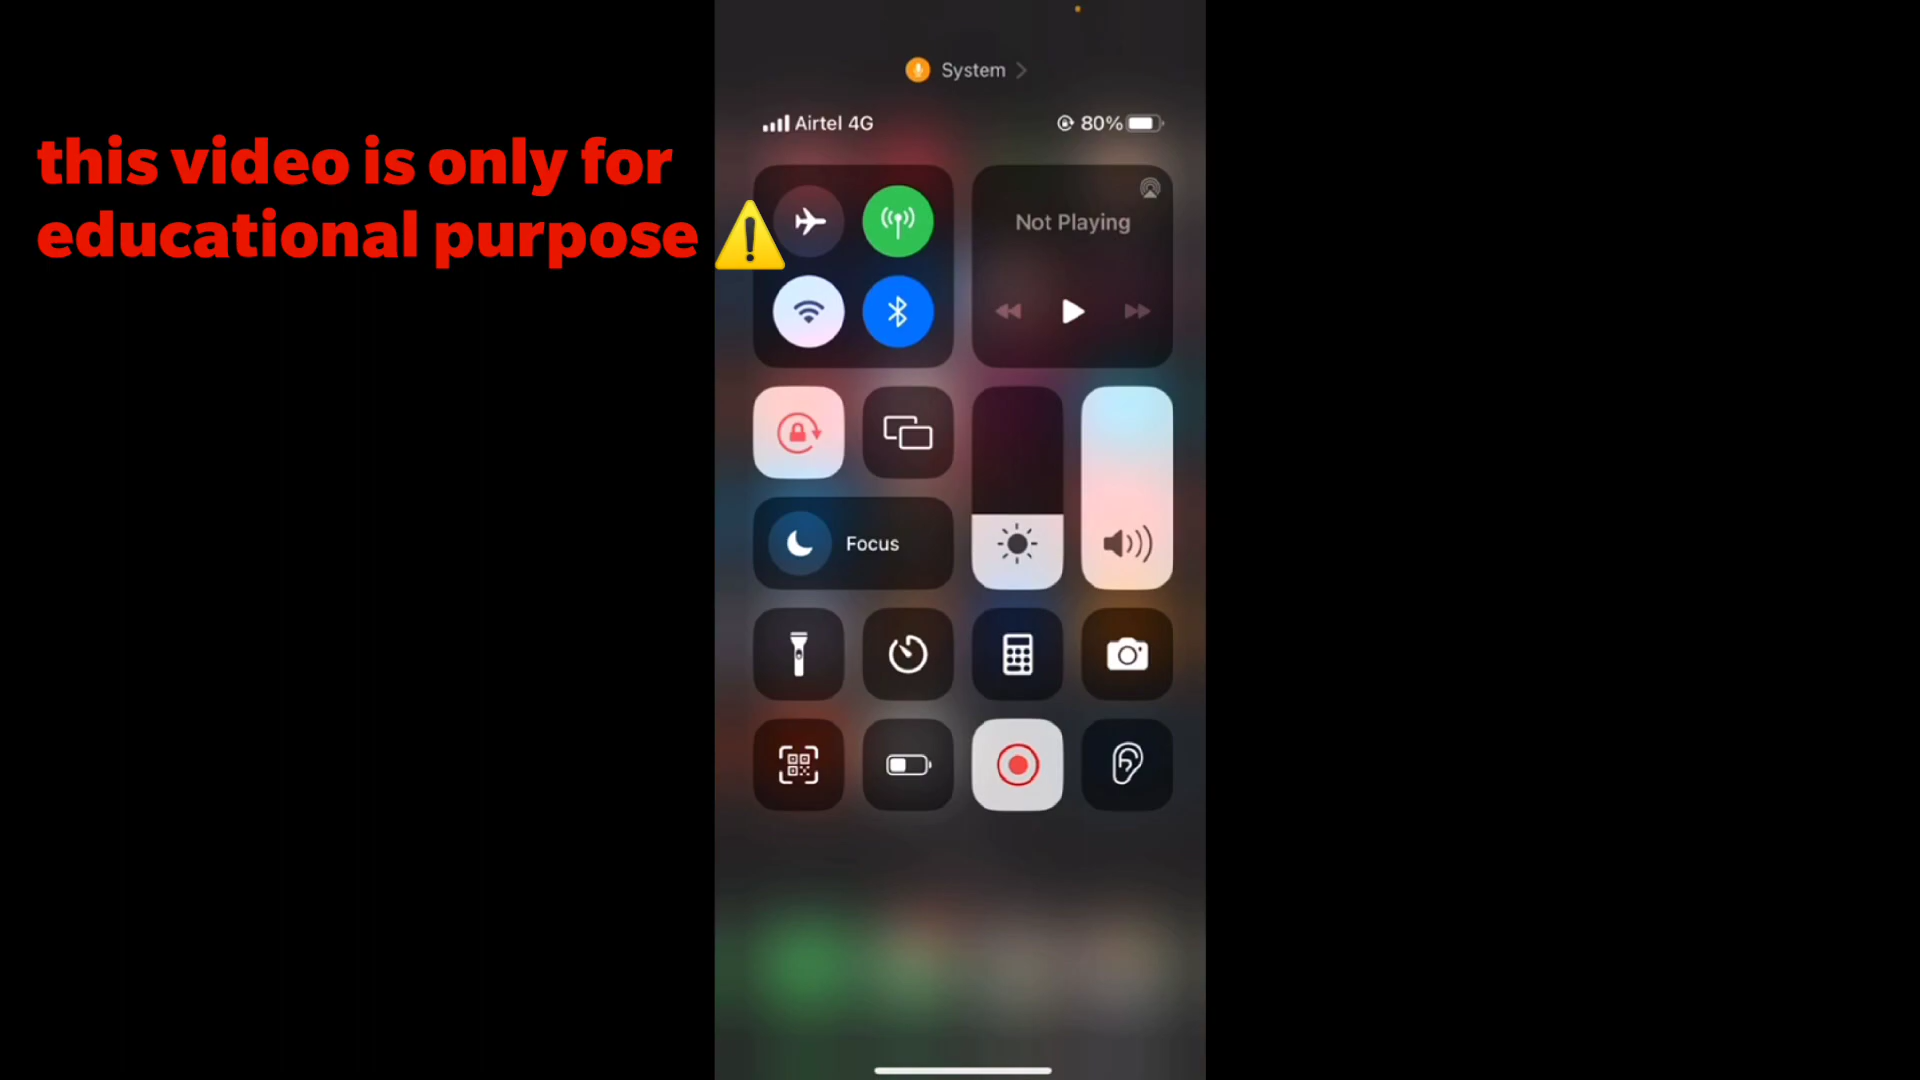 System
Airtel 4G
80%
this video is only for
educational purpose ⚠️
Not Playing
Focus